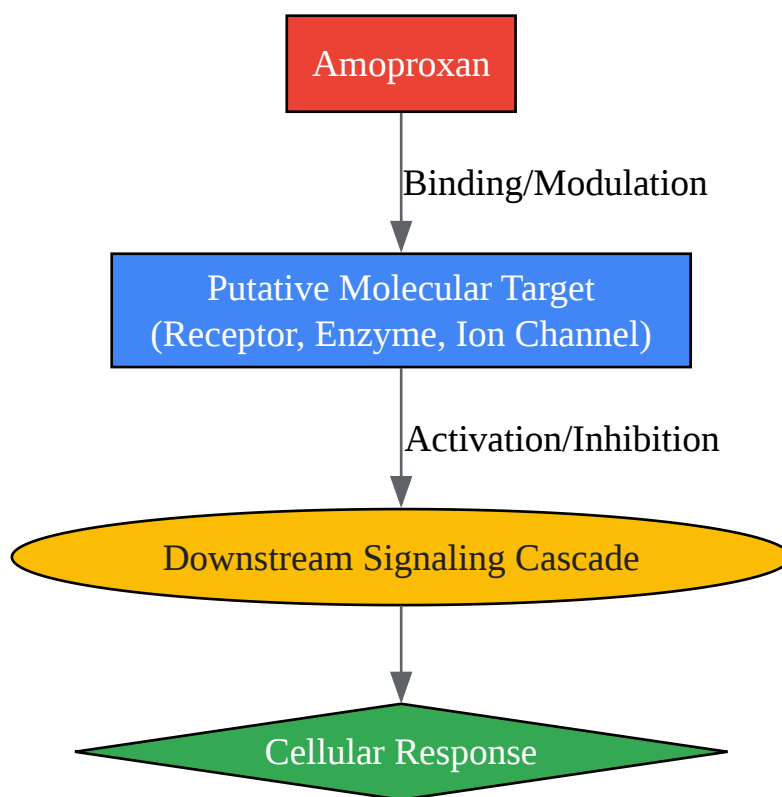 Amoproxan
Binding/Modulation
Putative Molecular Target
(Receptor, Enzyme, Ion Channel)
Activation/Inhibition
Downstream Signaling Cascade
Cellular Response